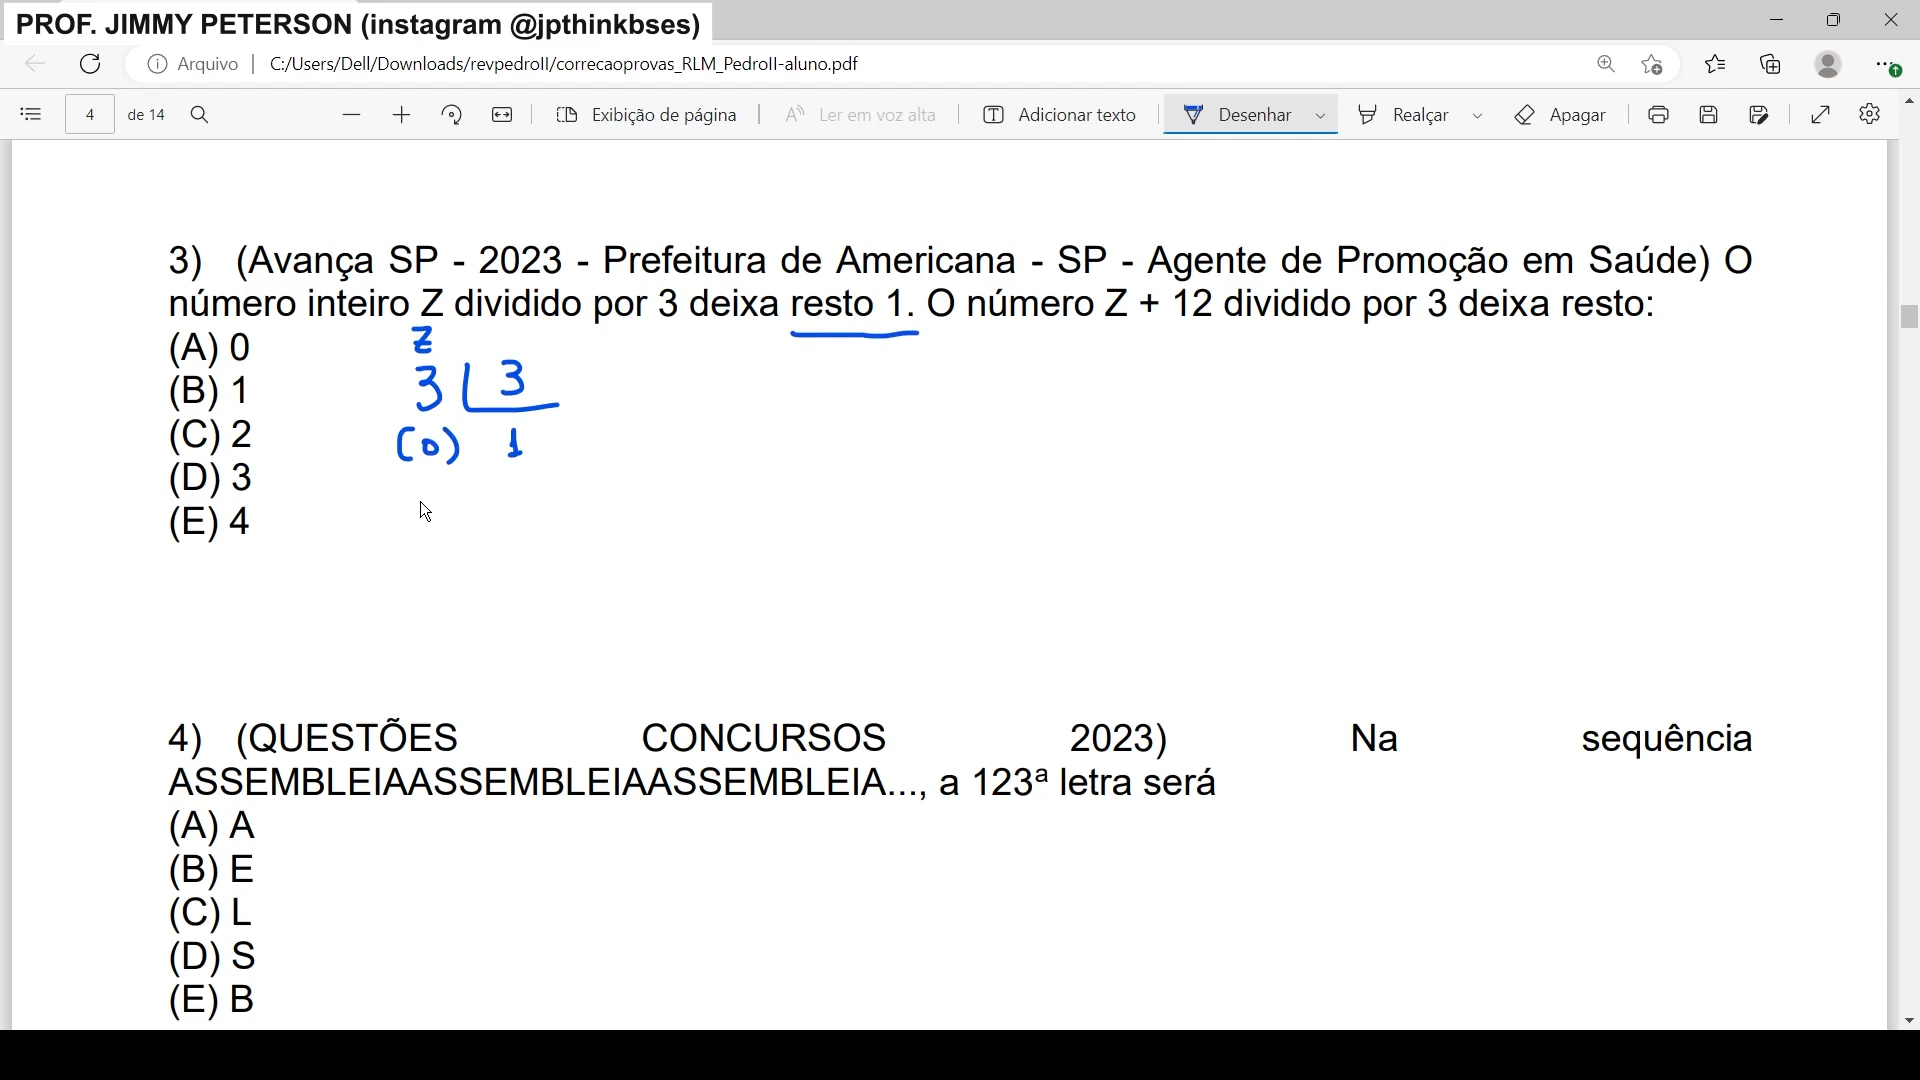 PROF. JIMMY PETERSON (instagram @jpthinkbses)
Arquivo | C:/Users/Dell/Downloads/revpedroII/correcaoprovas_RLM_PedroII-aluno.pdf
4 de 14 Exibição de página Ler em voz alta Adicionar texto Desenhar Realçar Apagar
3) (Avança SP - 2023 - Prefeitura de Americana - SP - Agente de Promoção em Saúde) O
número inteiro Z dividido por 3 deixa resto 1. O número Z + 12 dividido por 3 deixa resto:
(A) 0
(B) 1
(C) 2
(D) 3
(E) 4
Z
3 3
(0) 1
4) (QUESTÕES CONCURSOS 2023) Na sequência
ASSEMBLEIAASSEMBLEIAASSEMBLEIA..., a 123ª letra será
(A) A
(B) E
(C) L
(D) S
(E) B